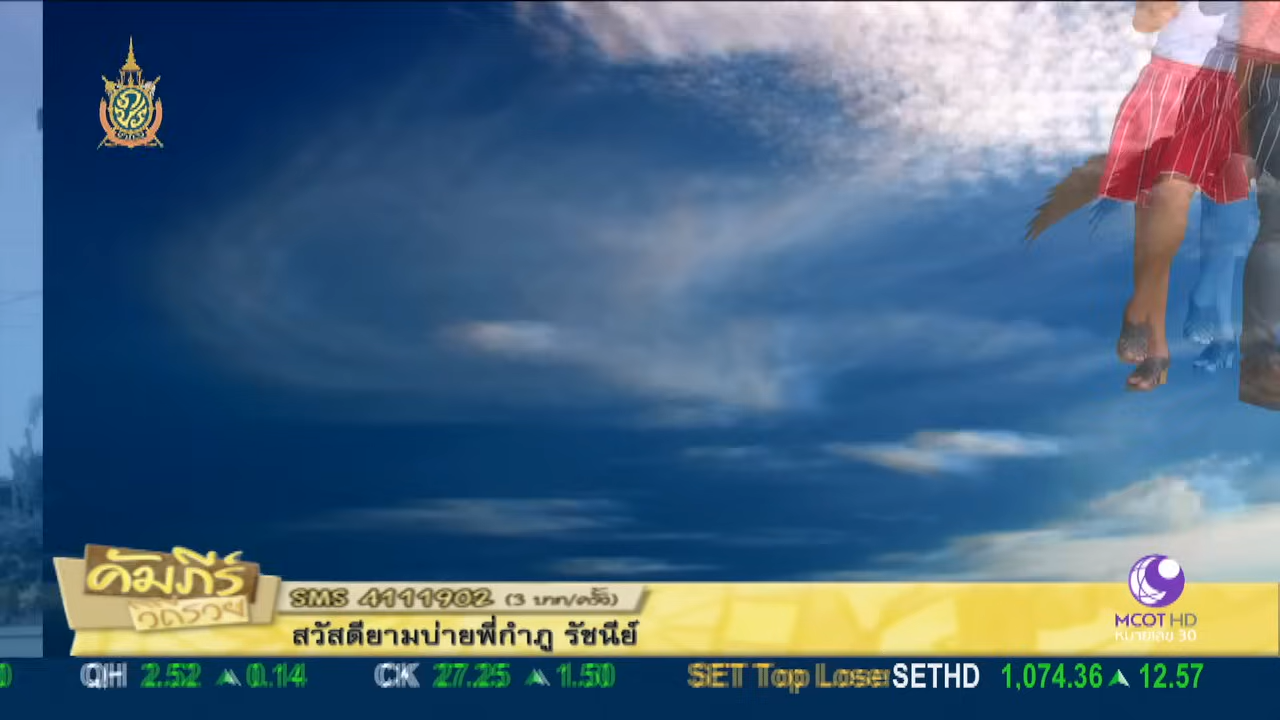 คัมภีร์
วิถีรวย
SMS 4111902 (3 บาท/ครั้ง)
สวัสดียามบ่ายพี่กำภู รัชนีย์
MCOT HD
หมายเลข 30
0 QH 2.52 ▲ 0.14 CK 27.25 ▲ 1.50 SET Top Loser SETHD 1,074.36 ▲ 12.57